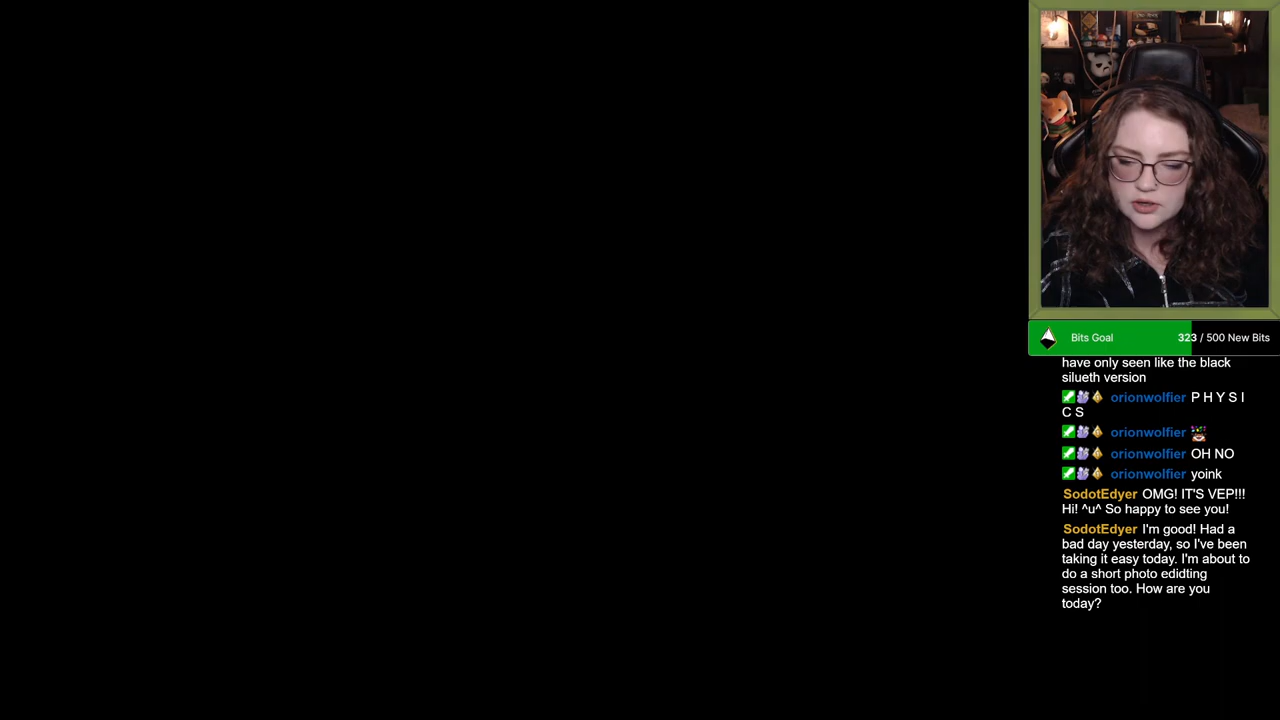 Bits Goal 323 / 500 New Bits
have only seen like the black
silueth version
orionwolfier P H Y S I
C S
orionwolfier
orionwolfier OH NO
orionwolfier yoink
SodotEdyer OMG! IT'S VEP!!!
Hi! ^u^ So happy to see you!
SodotEdyer I'm good! Had a
bad day yesterday, so I've been
taking it easy today. I'm about to
do a short photo edidting
session too. How are you
today?